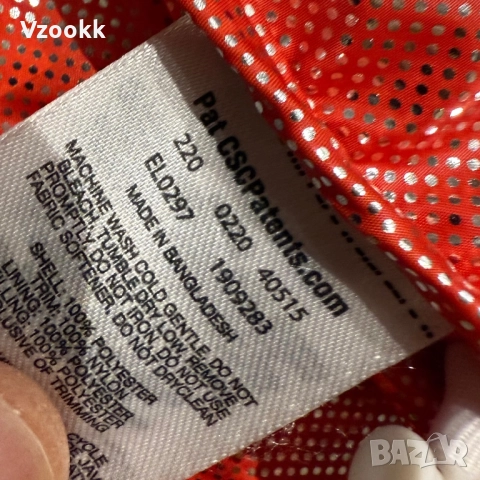 Vzookk
Pat CSCPatents.com
220 0220 40515
EL0297 1909283
MADE IN BANGLADESH
MACHINE WASH COLD, GENTLE, DO NOT
BLEACH, TUMBLE DRY LOW, REMOVE
PROMPTLY, DO NOT IRON, DO NOT USE
FABRIC SOFTENER, DO NOT DRYCLEAN
SHELL: 100% POLYESTER
TRIM: 100% NYLON
LINING: 100% POLYESTER
100% POLYESTER
OF TRIMMING
BAZAR